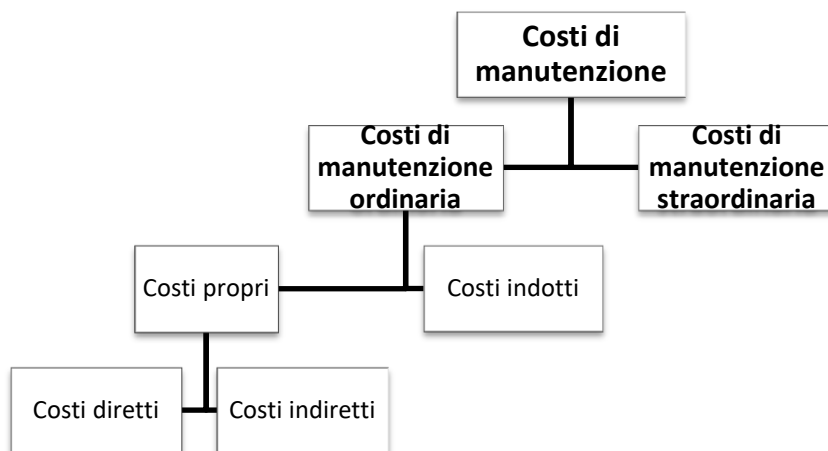 Costi di
manutenzione
Costi di
manutenzione
ordinaria
Costi di
manutenzione
straordinaria
Costi propri
Costi indotti
Costi diretti
Costi indiretti